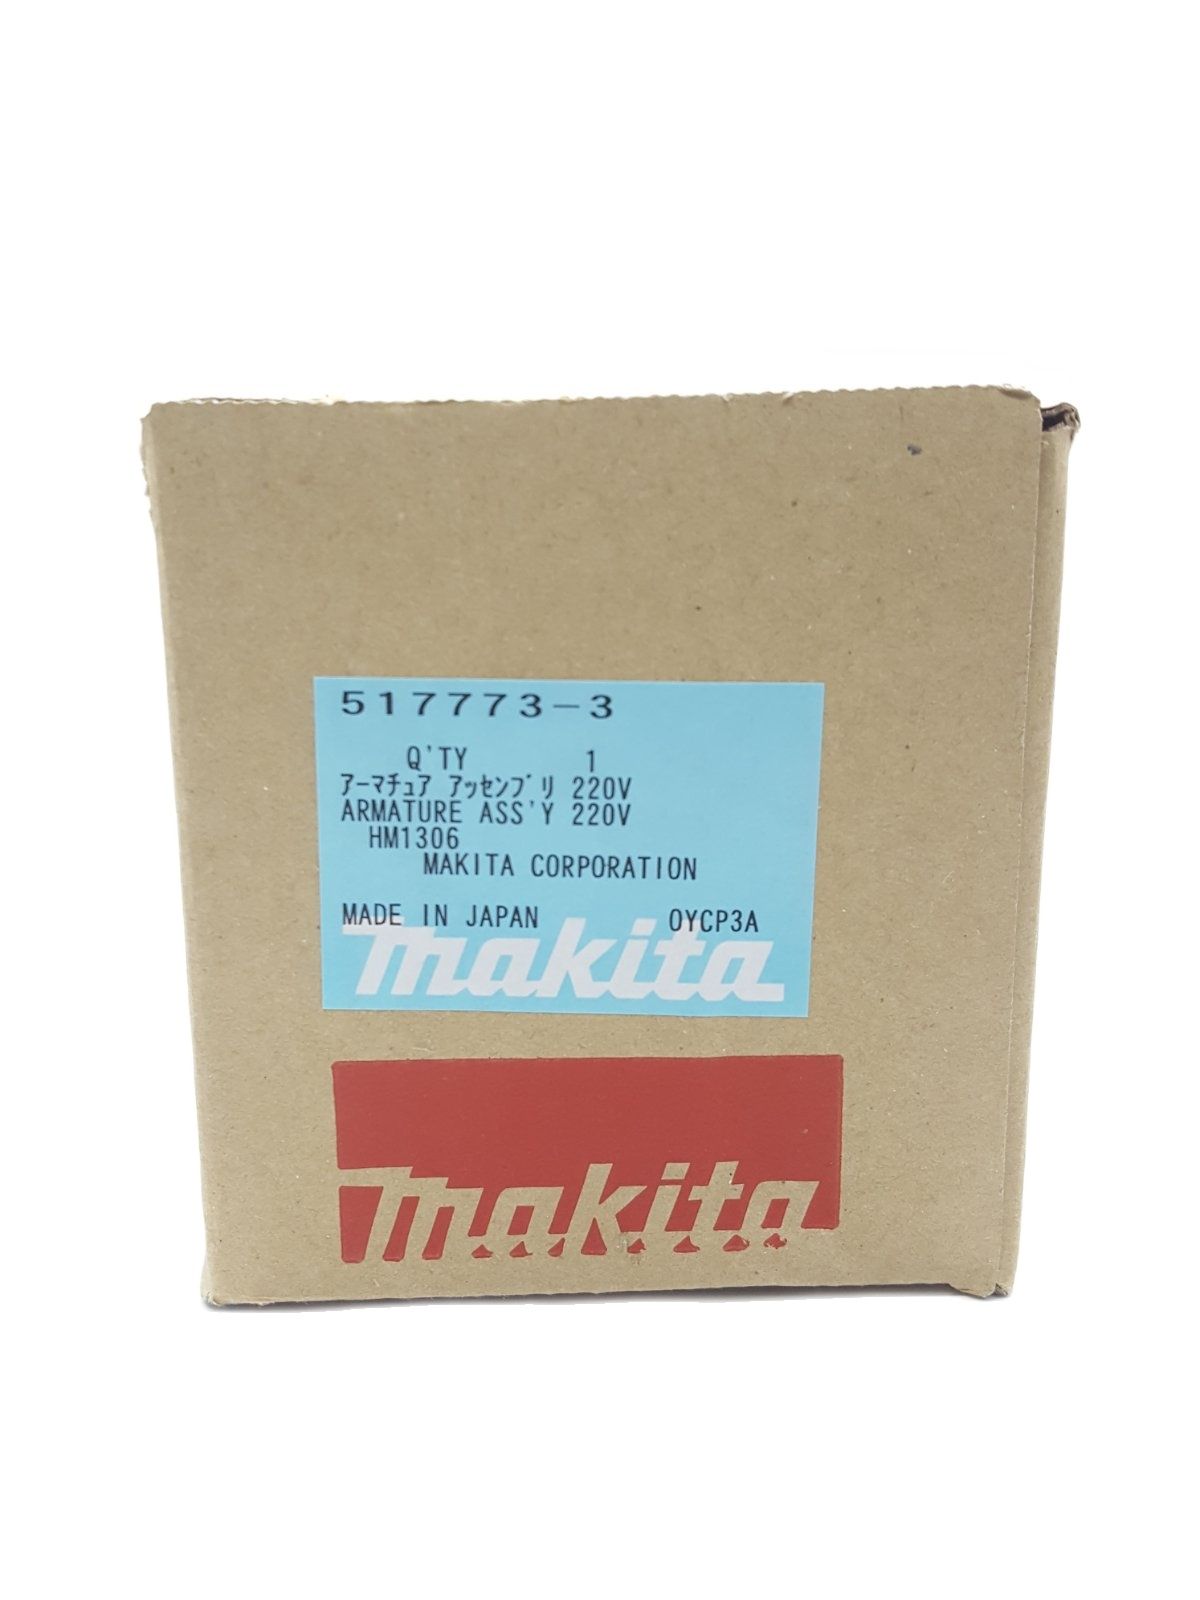 517773-3
Q'TY 1
ｱｰﾏﾁｭｱ ｱｯｾﾝﾌﾞﾘ 220V
ARMATURE ASS'Y 220V
HM1306
MAKITA CORPORATION
MADE IN JAPAN 0YCP3A
makita
makita